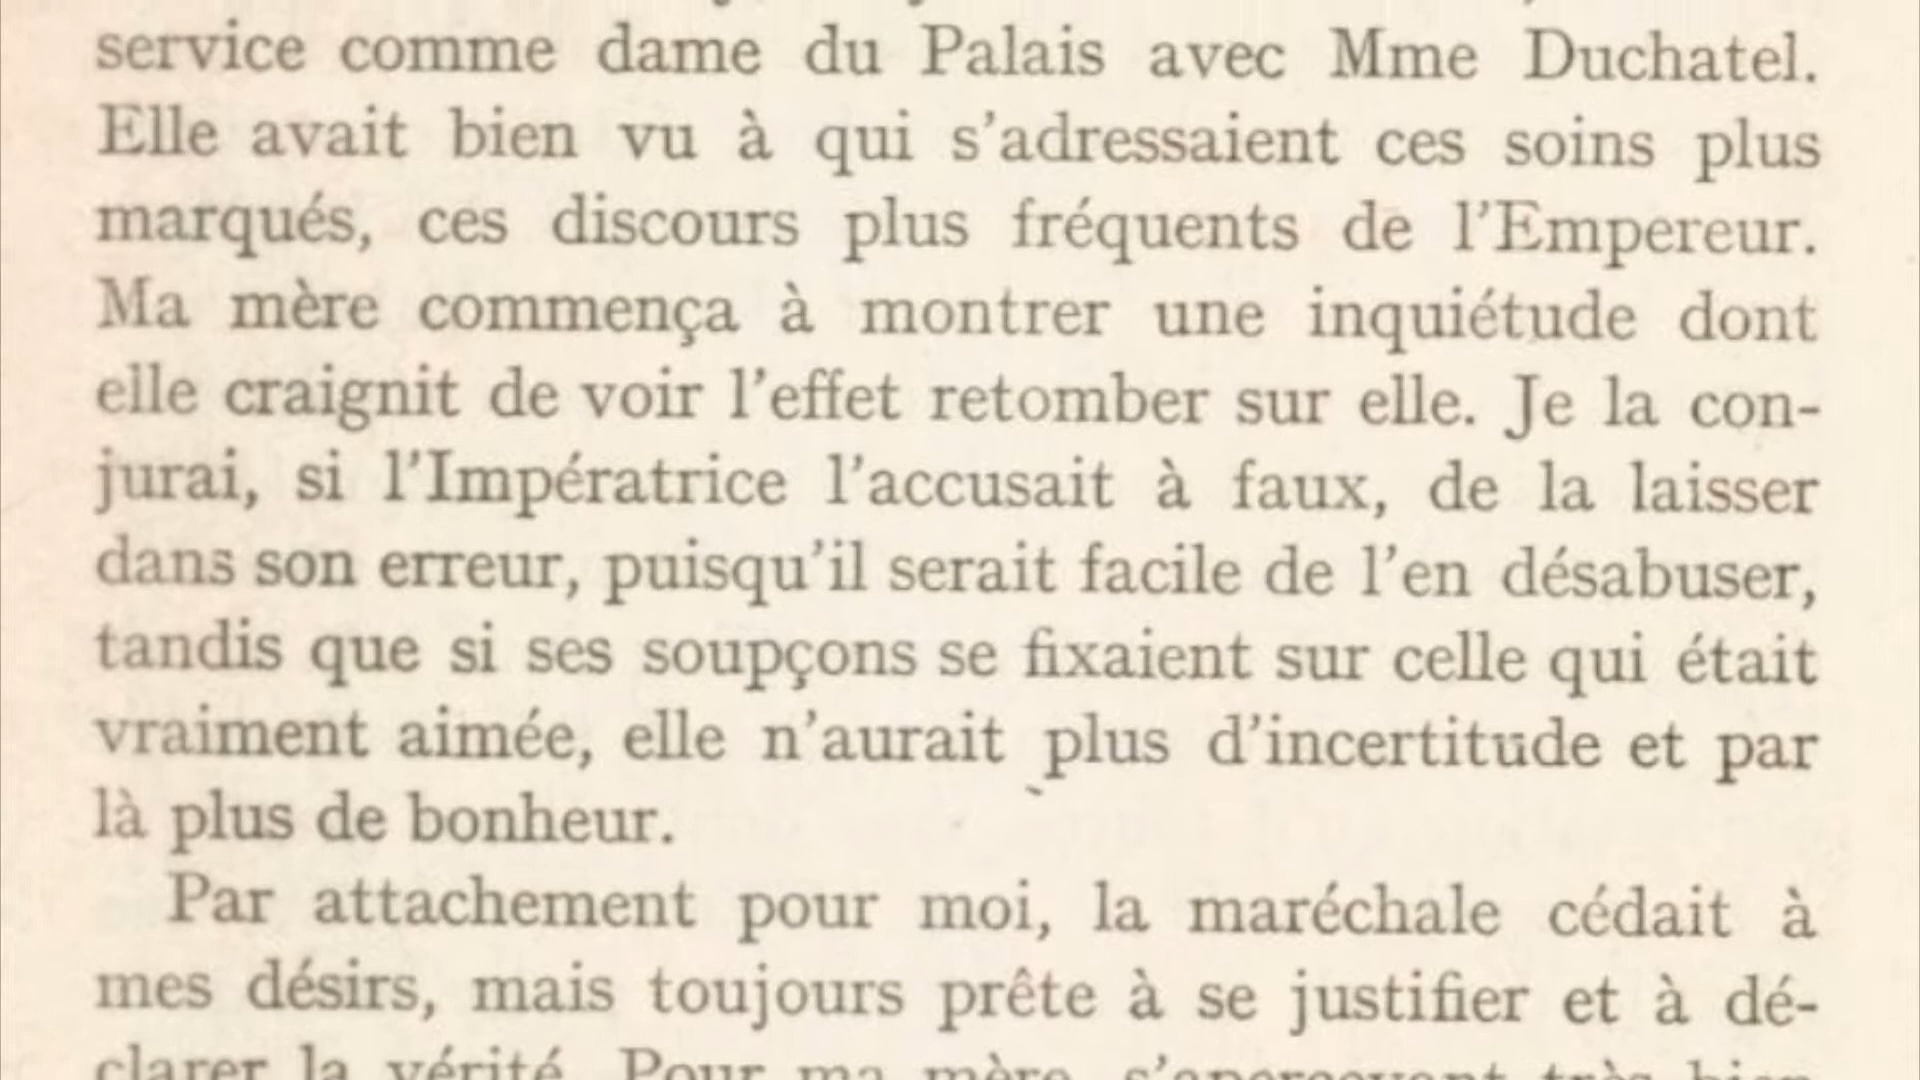 service comme dame du Palais avec Mme Duchatel.
Elle avait bien vu à qui s'adressaient ces soins plus
marqués, ces discours plus fréquents de l'Empereur.
Ma mère commença à montrer une inquiétude dont
elle craignit de voir l'effet retomber sur elle. Je la con-
jurai, si l'Impératrice l'accusait à faux, de la laisser
dans son erreur, puisqu'il serait facile de l'en désabuser,
tandis que si ses soupçons se fixaient sur celle qui était
vraiment aimée, elle n'aurait plus d'incertitude et par
là plus de bonheur.
Par attachement pour moi, la maréchale cédait à
mes désirs, mais toujours prête à se justifier et à dé-
clarer la vérité. Pour ma mère, s'apercevant très bien